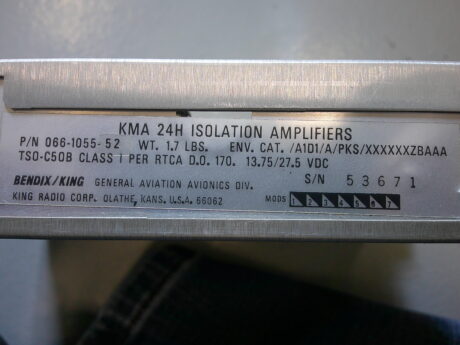 KMA 24H ISOLATION AMPLIFIERS
P/N 066-1055-52 WT. 1.7 LBS. ENV. CAT. /A1D1/A/PKS/XXXXXXZBAAA
TSO-C50B CLASS I PER RTCA D.O. 170. 13.75/27.5 VDC
S/N 53671
BENDIX/KING GENERAL AVIATION AVIONICS DIV.
KING RADIO CORP. OLATHE, KANS. U.S.A. 66062 MODS